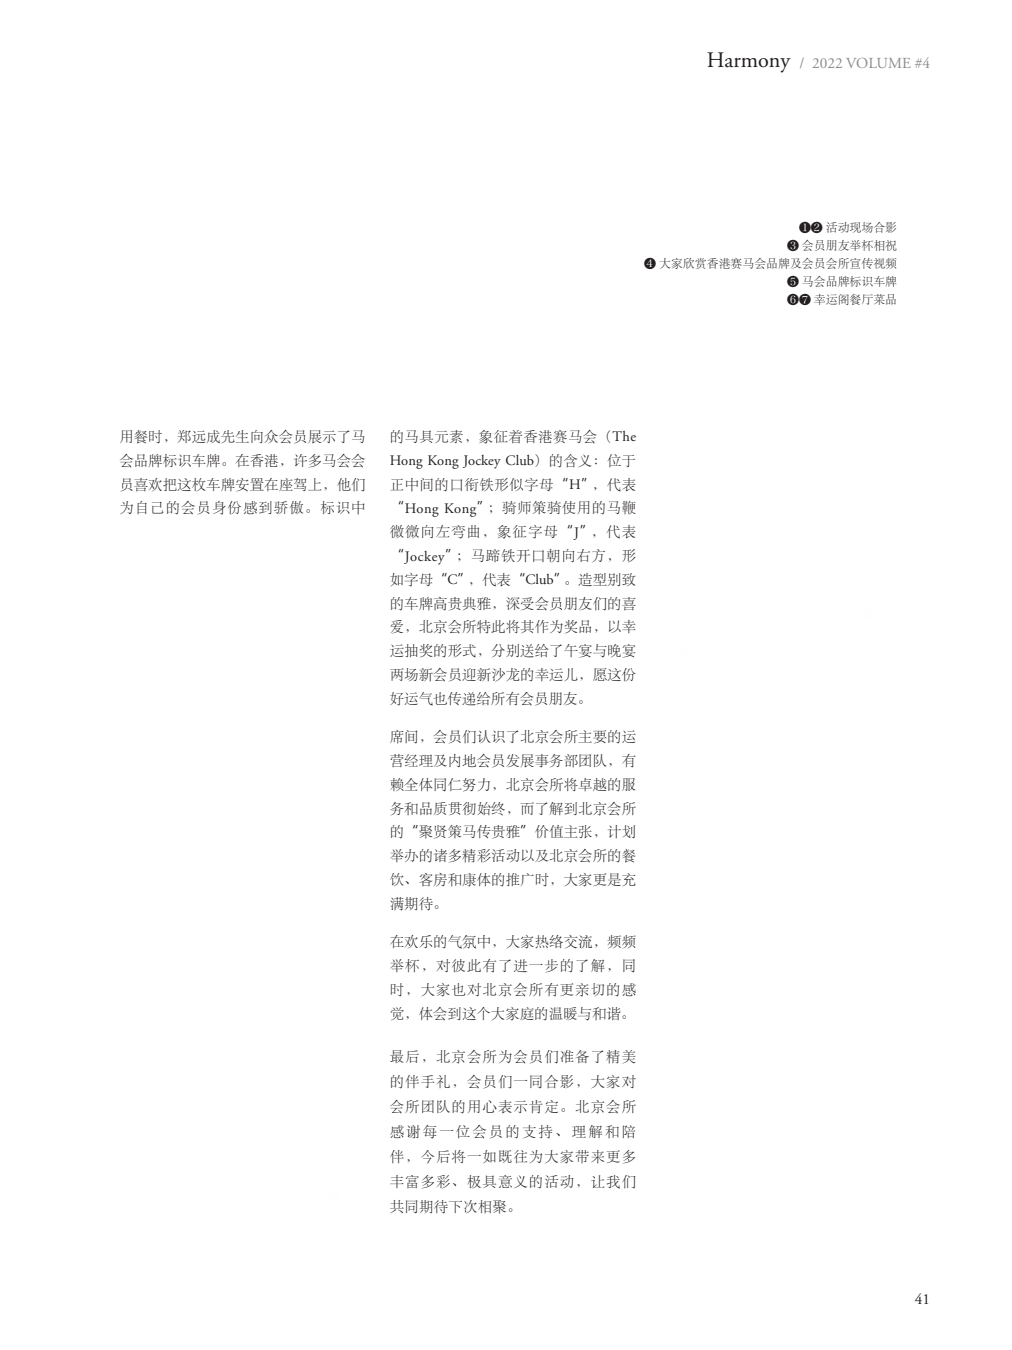 Harmony / 2022 VOLUME #4
❶❷ 活动现场合影
❸ 会员朋友举杯相祝
❹ 大家欣赏香港赛马会品牌及会员会所宣传视频
❺ 马会品牌标识车牌
❻❼ 幸运阁餐厅菜品
用餐时，郑远成先生向众会员展示了马
会品牌标识车牌。在香港，许多马会会
员喜欢把这枚车牌安置在座驾上，他们
为自己的会员身份感到骄傲。标识中
的马具元素，象征着香港赛马会（The
Hong Kong Jockey Club）的含义：位于
正中间的口衔铁形似字母“H”，代表
“Hong Kong”；骑师策骑使用的马鞭
微微向左弯曲，象征字母“J”，代表
“Jockey”；马蹄铁开口朝向右方，形
如字母“C”，代表“Club”。造型别致
的车牌高贵典雅，深受会员朋友们的喜
爱，北京会所特此将其作为奖品，以幸
运抽奖的形式，分别送给了午宴与晚宴
两场新会员迎新沙龙的幸运儿，愿这份
好运气也传递给所有会员朋友。
席间，会员们认识了北京会所主要的运
营经理及内地会员发展事务部团队，有
赖全体同仁努力，北京会所将卓越的服
务和品质贯彻始终，而了解到北京会所
的“聚贤策马传贵雅”价值主张，计划
举办的诸多精彩活动以及北京会所的餐
饮、客房和康体的推广时，大家更是充
满期待。
在欢乐的气氛中，大家热络交流，频频
举杯，对彼此有了进一步的了解，同
时，大家也对北京会所有更亲切的感
觉，体会到这个大家庭的温暖与和谐。
最后，北京会所为会员们准备了精美
的伴手礼，会员们一同合影，大家对
会所团队的用心表示肯定。北京会所
感谢每一位会员的支持、理解和陪
伴，今后将一如既往为大家带来更多
丰富多彩、极具意义的活动，让我们
共同期待下次相聚。
41